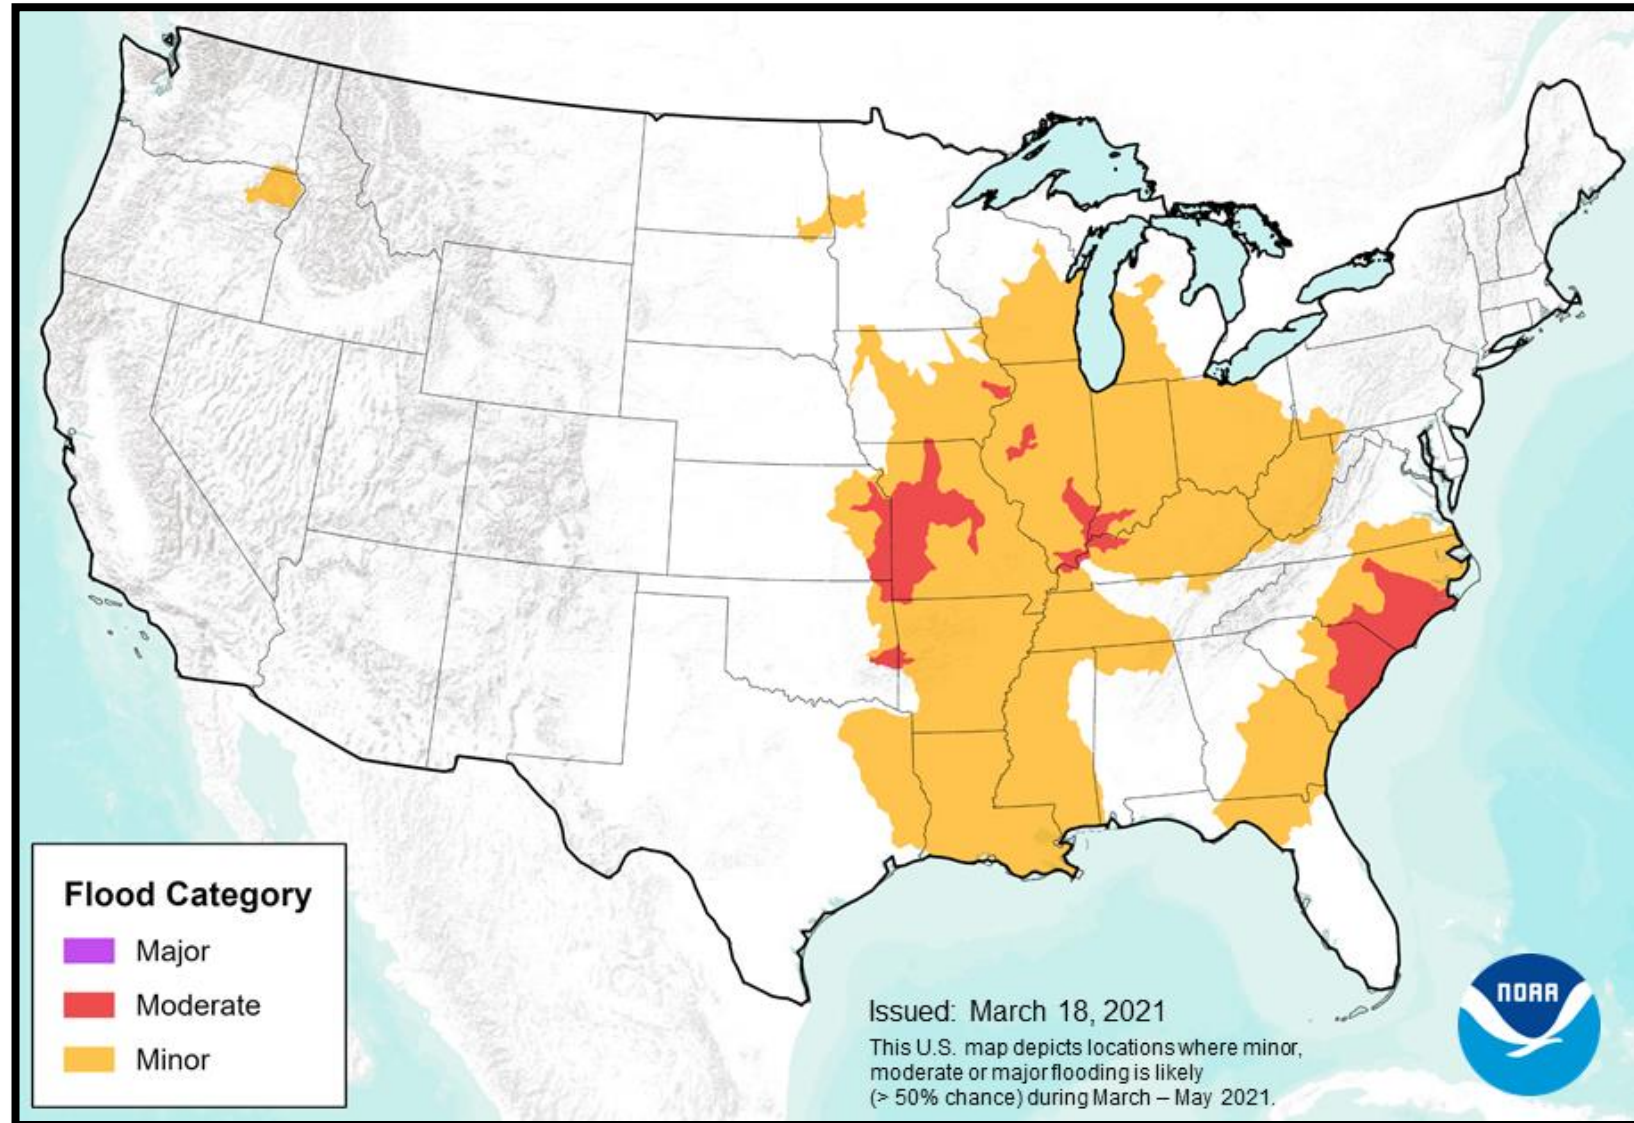 Flood Category
Major
Moderate
Minor
Issued: March 18, 2021
This U.S. map depicts locations where minor,
moderate or major flooding is likely
(> 50% chance) during March – May 2021.
NOAA